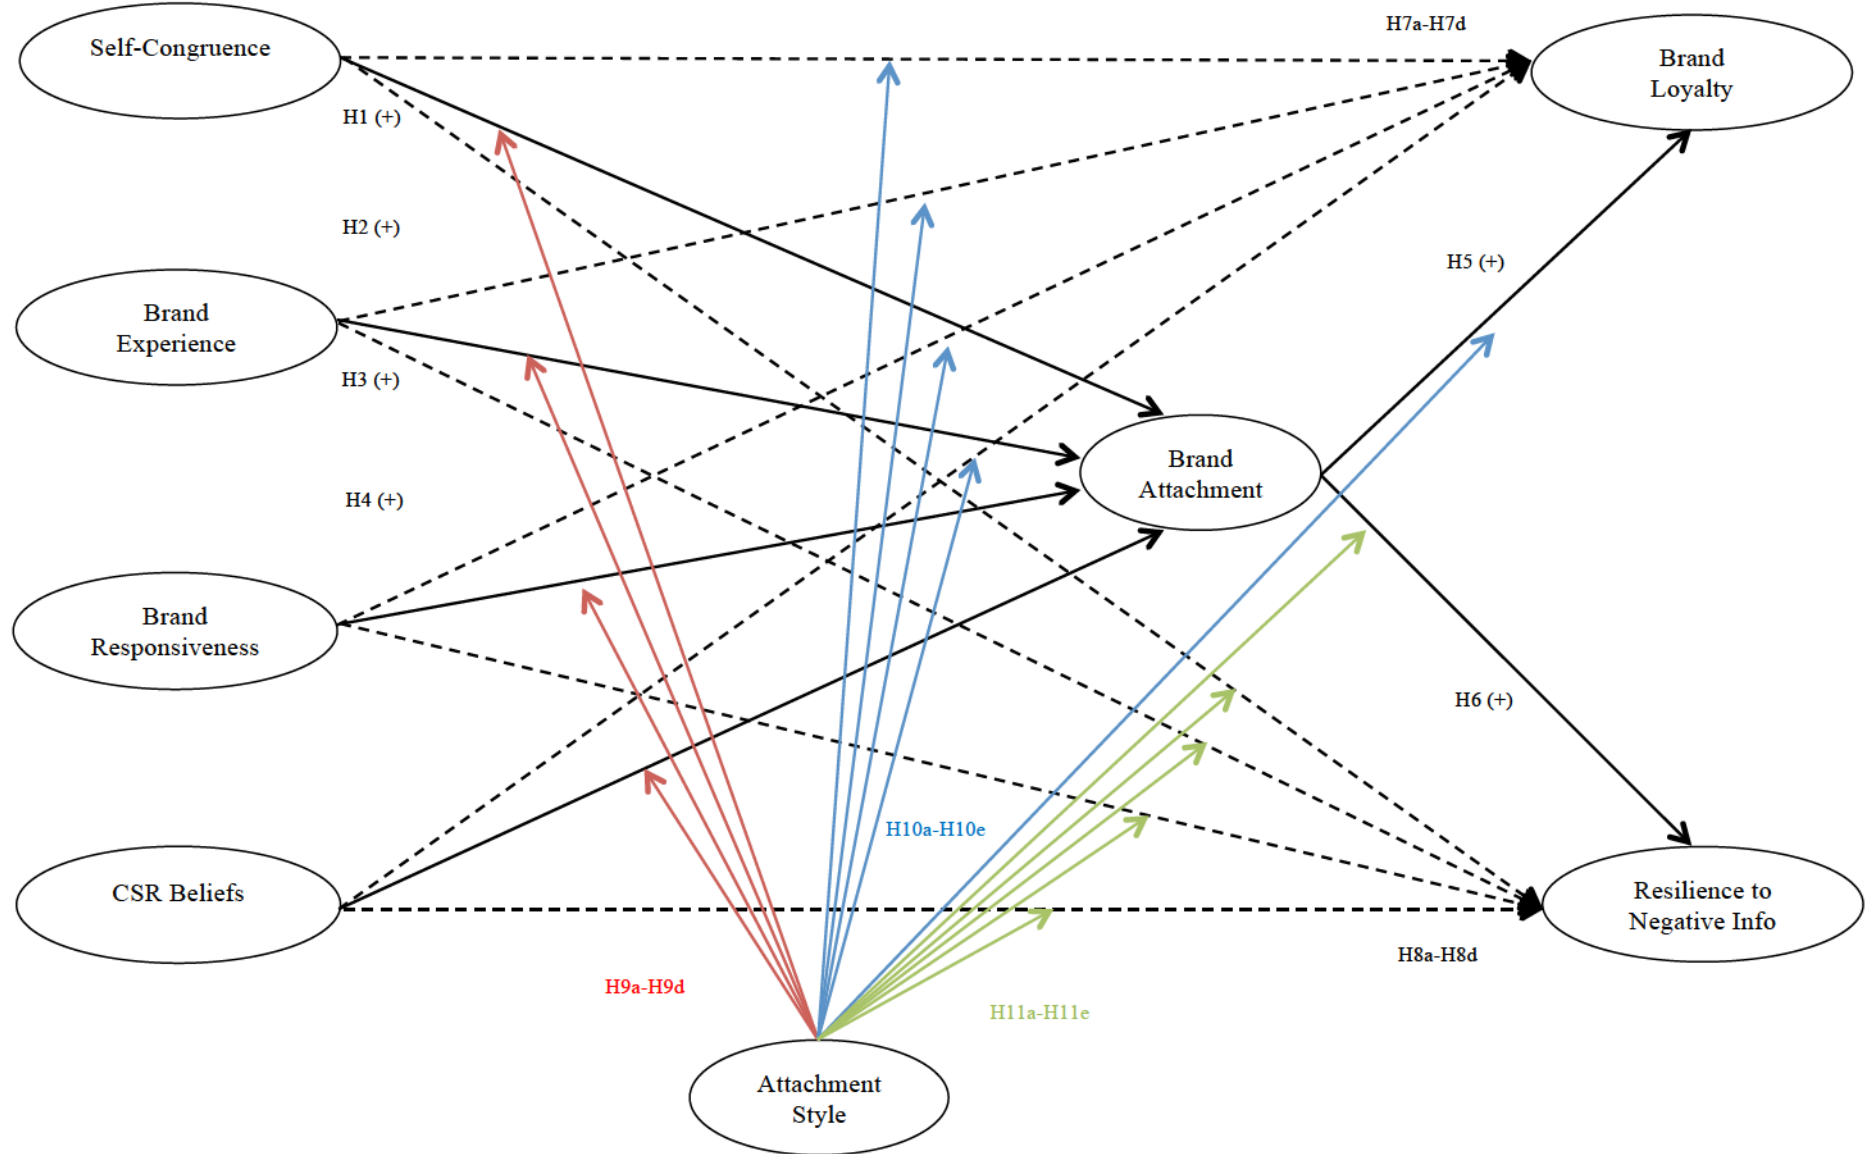 H7a-H7d
Self-Congruence
Brand
Loyalty
H1 (+)
H2 (+)
H5 (+)
Brand
Experience
H3 (+)
Brand
Attachment
H4 (+)
Brand
Responsiveness
H6 (+)
H10a-H10e
CSR Beliefs
Resilience to
Negative Info
H8a-H8d
H9a-H9d
H11a-H11e
Attachment
Style